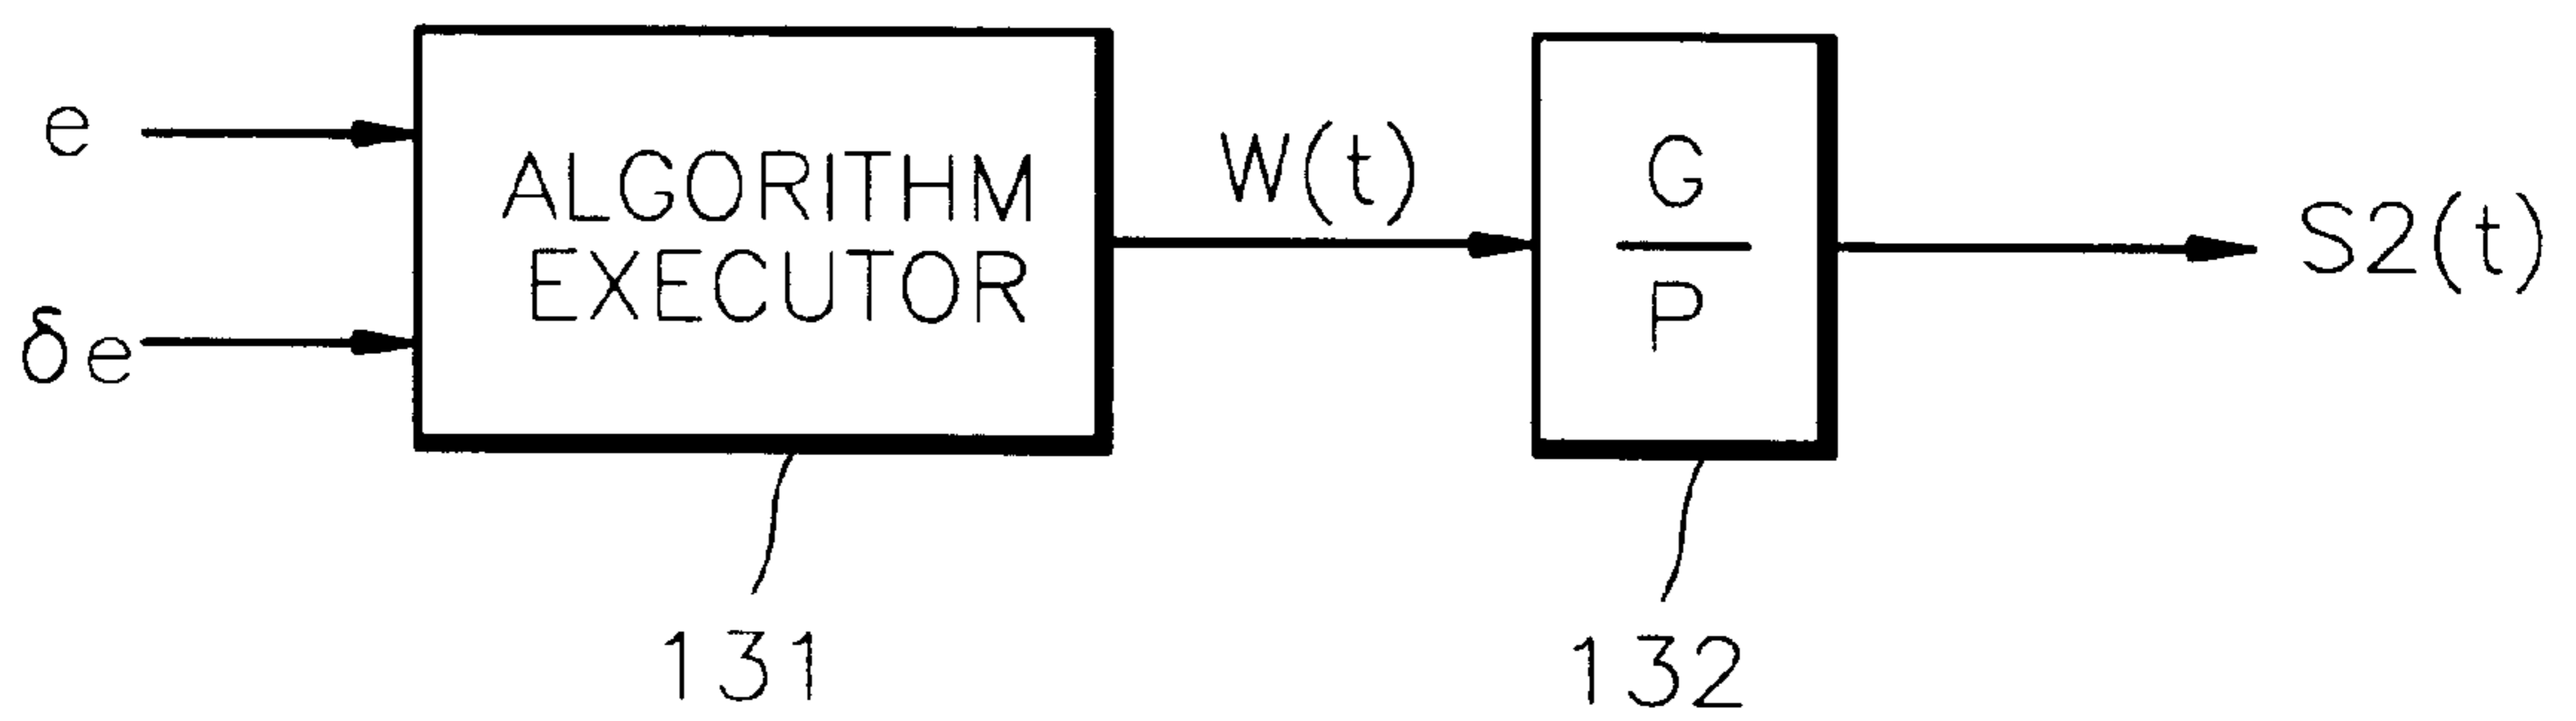 e
δe
ALGORITHM
EXECUTOR
131
W(t)
G
P
132
S2(t)